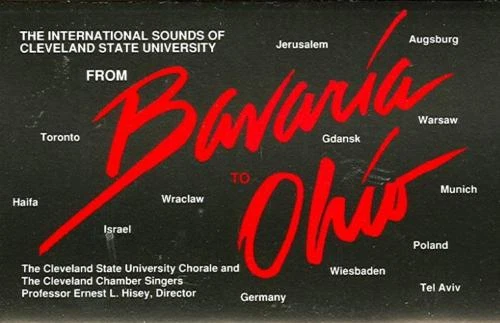 THE INTERNATIONAL SOUNDS OF
CLEVELAND STATE UNIVERSITY
Jerusalem
Augsburg
FROM
Bavaria
Warsaw
Toronto
Gdansk
TO
Ohio
Munich
Haifa
Wraclaw
Israel
Poland
The Cleveland State University Chorale and
The Cleveland Chamber Singers
Professor Ernest L. Hisey, Director
Wiesbaden
Tel Aviv
Germany